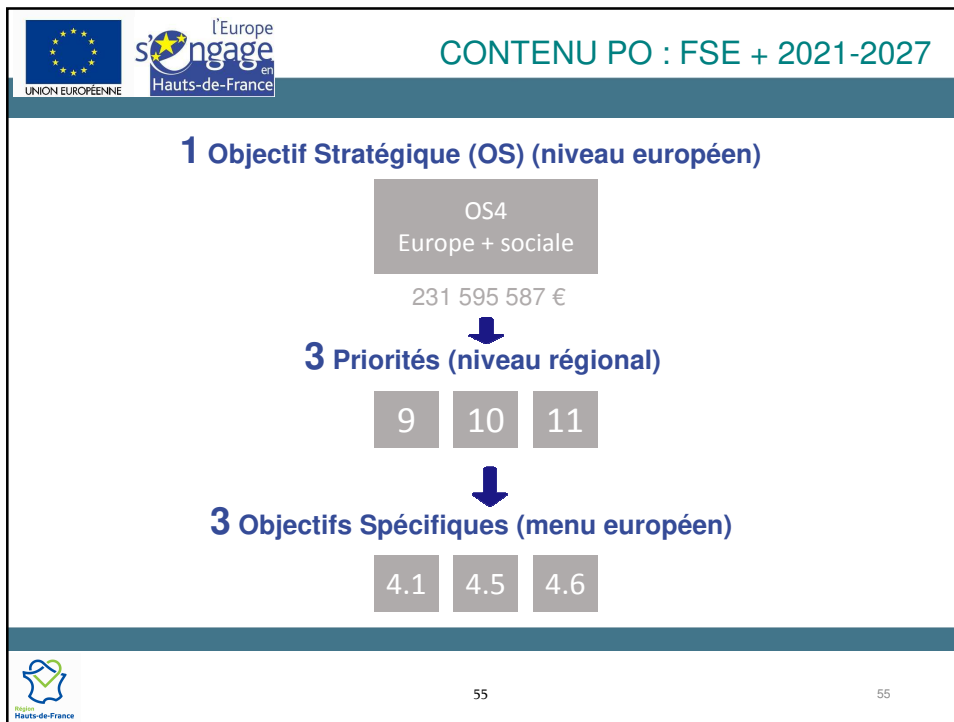 UNION EUROPÉENNE
l'Europe
s'engage
en
Hauts-de-France
CONTENU PO : FSE + 2021-2027
1 Objectif Stratégique (OS) (niveau européen)
OS4
Europe + sociale
231 595 587 €
3 Priorités (niveau régional)
9 10 11
3 Objectifs Spécifiques (menu européen)
4.1 4.5 4.6
Région
Hauts-de-France
55
55